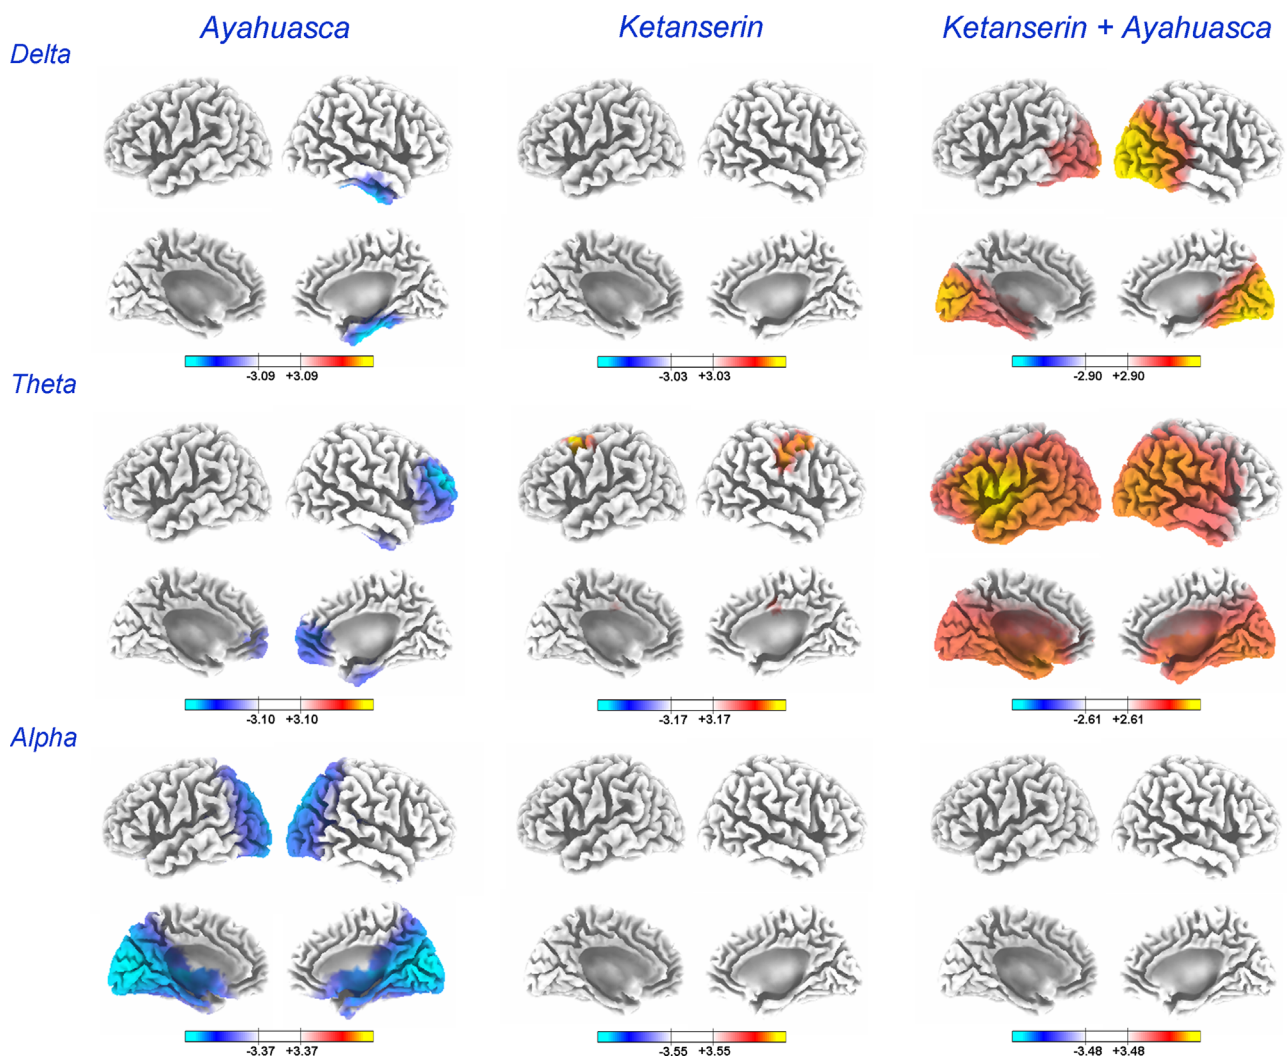 Ayahuasca Ketanserin Ketanserin + Ayahuasca
Delta
-3.09 +3.09 -3.03 +3.03 -2.90 +2.90
Theta
-3.10 +3.10 -3.17 +3.17 -2.61 +2.61
Alpha
-3.37 +3.37 -3.55 +3.55 -3.48 +3.48